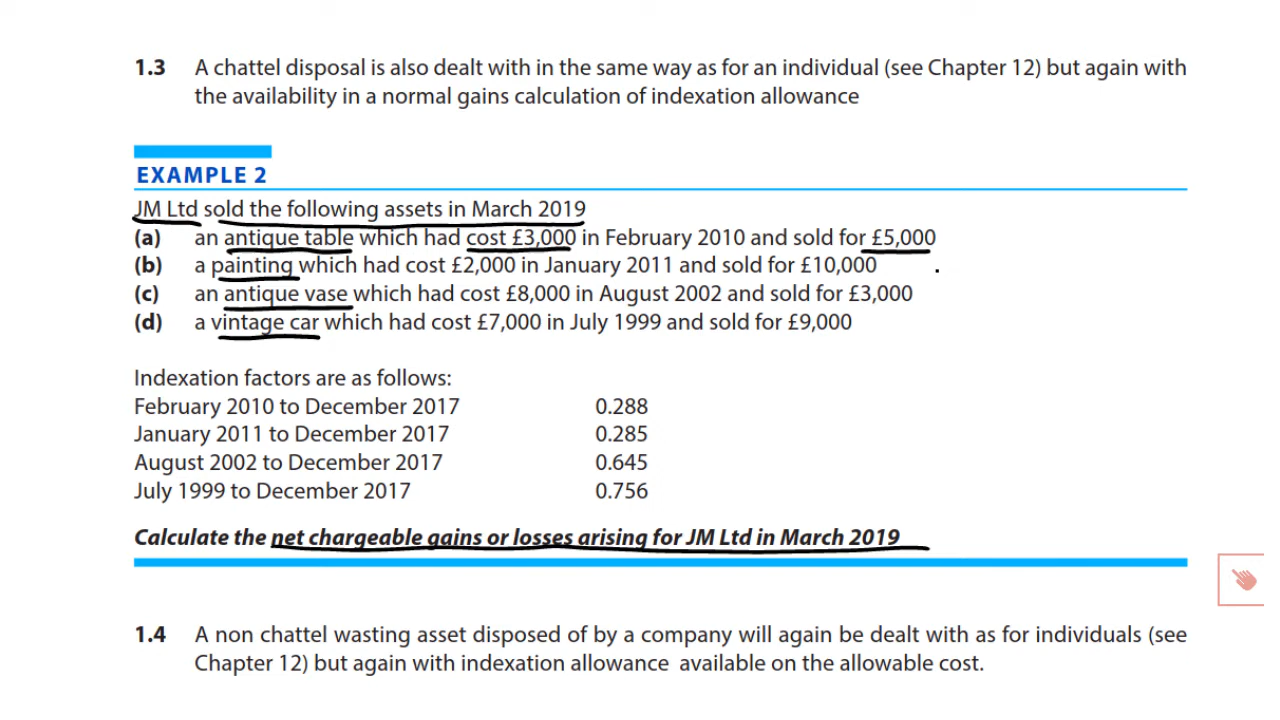 1.3 A chattel disposal is also dealt with in the same way as for an individual (see Chapter 12) but again with
the availability in a normal gains calculation of indexation allowance
EXAMPLE 2
JM Ltd sold the following assets in March 2019
(a) an antique table which had cost £3,000 in February 2010 and sold for £5,000
(b) a painting which had cost £2,000 in January 2011 and sold for £10,000
(c) an antique vase which had cost £8,000 in August 2002 and sold for £3,000
(d) a vintage car which had cost £7,000 in July 1999 and sold for £9,000
Indexation factors are as follows:
February 2010 to December 2017 0.288
January 2011 to December 2017 0.285
August 2002 to December 2017 0.645
July 1999 to December 2017 0.756
Calculate the net chargeable gains or losses arising for JM Ltd in March 2019
1.4 A non chattel wasting asset disposed of by a company will again be dealt with as for individuals (see
Chapter 12) but again with indexation allowance available on the allowable cost.